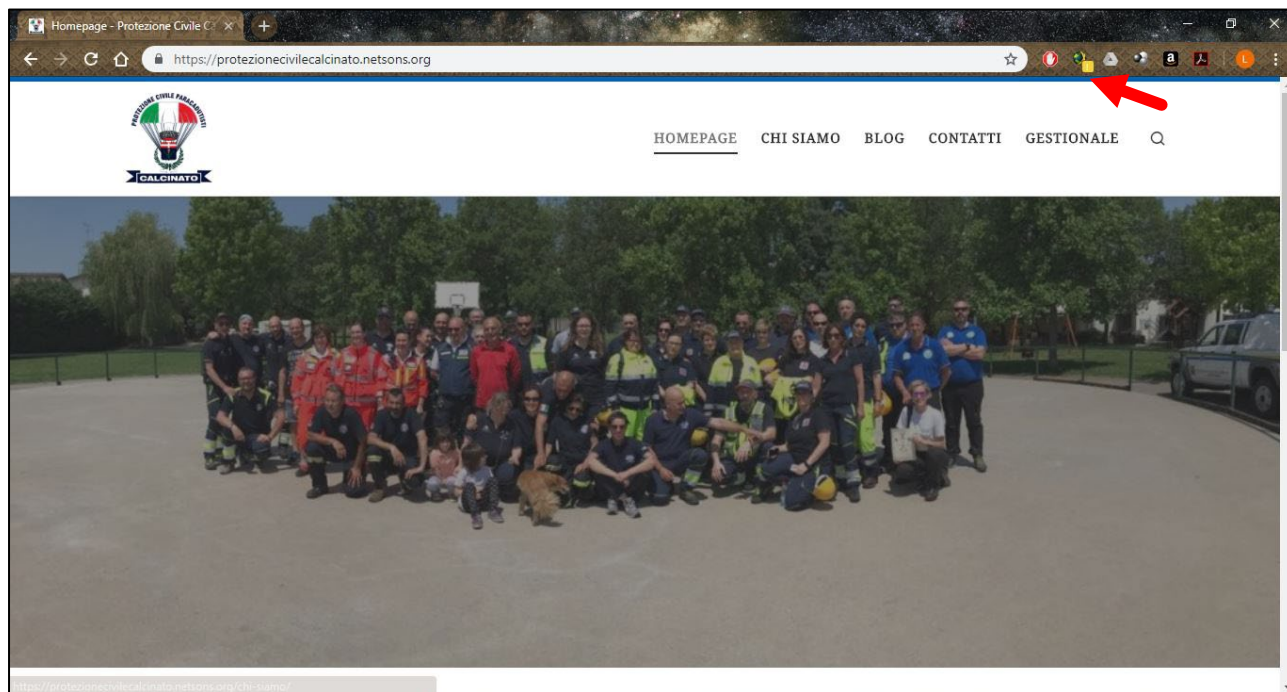 Homepage - Protezione Civile Ca
https://protezionecivilecalcinato.netsons.org
PROTEZIONE CIVILE PARACADUTISTI
CALCINATO
HOMEPAGE CHI SIAMO BLOG CONTATTI GESTIONALE
https://protezionecivilecalcinato.netsons.org/chi-siamo/